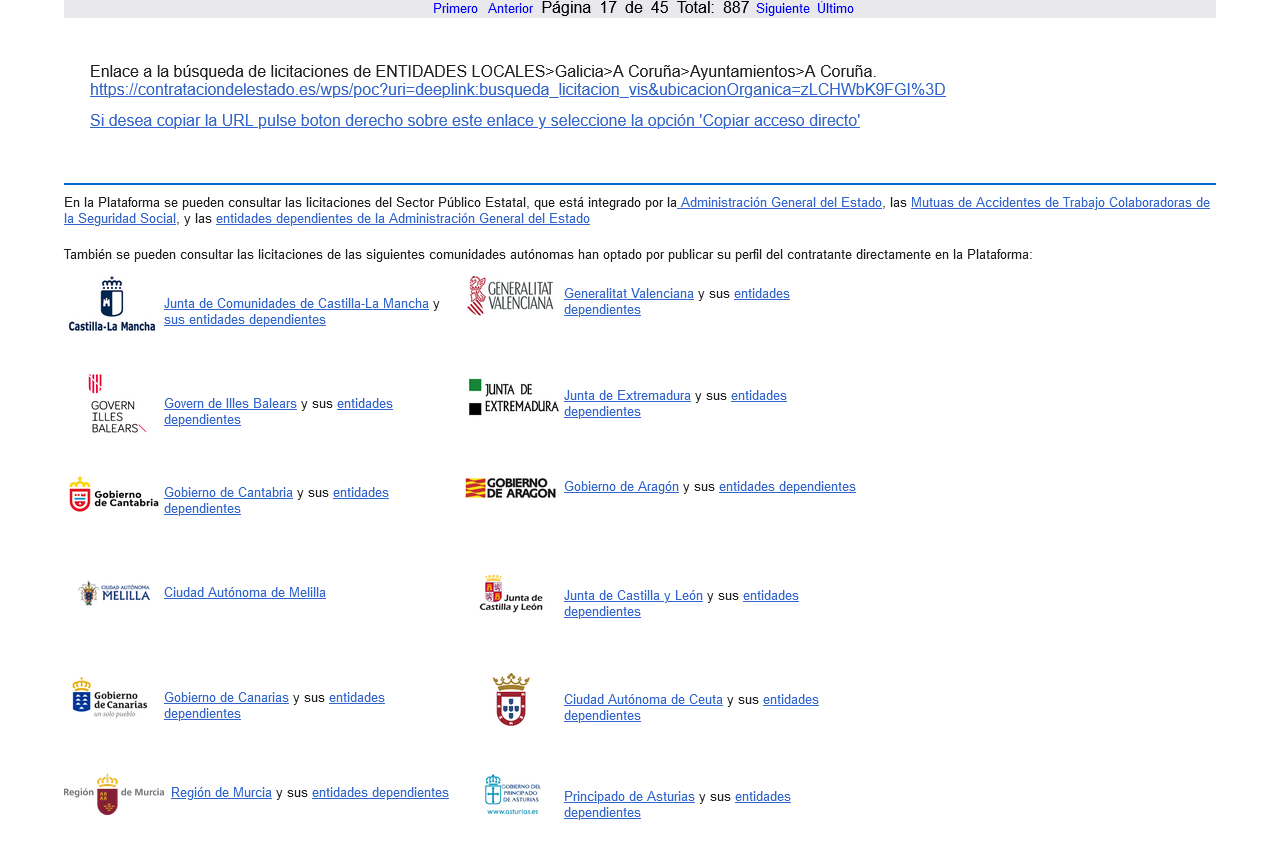 Primero Anterior Página 17 de 45 Total: 887 Siguiente Último
Enlace a la búsqueda de licitaciones de ENTIDADES LOCALES>Galicia>A Coruña>Ayuntamientos>A Coruña.
https://contrataciondelestado.es/wps/poc?uri=deeplink:busqueda_licitacion_vis&ubicacionOrganica=zLCHWbK9FGI%3D
Si desea copiar la URL pulse boton derecho sobre este enlace y seleccione la opción 'Copiar acceso directo'
En la Plataforma se pueden consultar las licitaciones del Sector Público Estatal, que está integrado por la Administración General del Estado, las Mutuas de Accidentes de Trabajo Colaboradoras de
la Seguridad Social, y las entidades dependientes de la Administración General del Estado
También se pueden consultar las licitaciones de las siguientes comunidades autónomas han optado por publicar su perfil del contratante directamente en la Plataforma:
Castilla-La Mancha
Junta de Comunidades de Castilla-La Mancha y
sus entidades dependientes
GENERALITAT
VALENCIANA
Generalitat Valenciana y sus entidades
dependientes
GOVERN
ILLES
BALEARS
Govern de Illes Balears y sus entidades
dependientes
JUNTA DE
EXTREMADURA
Junta de Extremadura y sus entidades
dependientes
Gobierno
de Cantabria
Gobierno de Cantabria y sus entidades
dependientes
GOBIERNO
DE ARAGON
Gobierno de Aragón y sus entidades dependientes
CIUDAD AUTÓNOMA
MELILLA
Ciudad Autónoma de Melilla
Junta de
Castilla y León
Junta de Castilla y León y sus entidades
dependientes
Gobierno
de Canarias
un solo pueblo
Gobierno de Canarias y sus entidades
dependientes
Ciudad Autónoma de Ceuta y sus entidades
dependientes
Región de Murcia
Región de Murcia y sus entidades dependientes
GOBIERNO DEL
PRINCIPADO DE
ASTURIAS
www.asturias.es
Principado de Asturias y sus entidades
dependientes